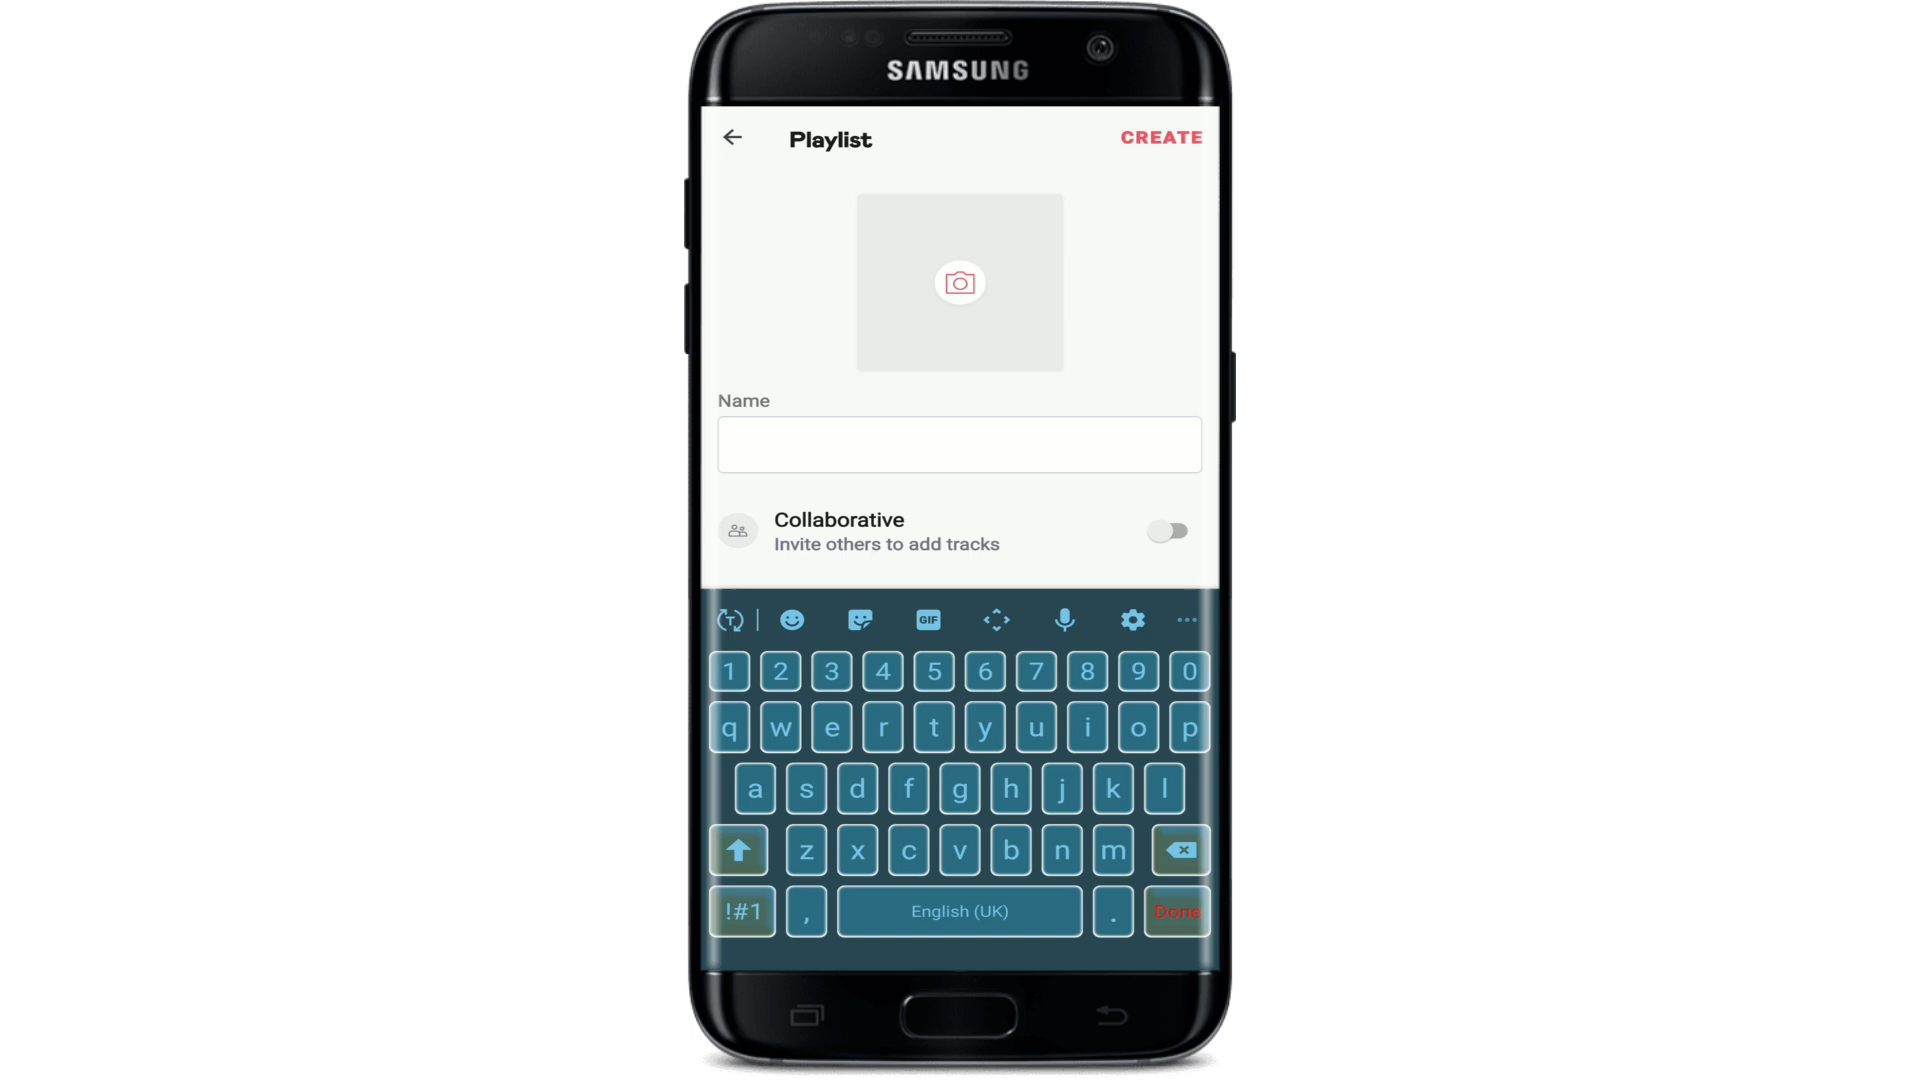 SAMSUNG
Playlist CREATE
Name
Collaborative
Invite others to add tracks
GIF
1 2 3 4 5 6 7 8 9 0
q w e r t y u i o p
a s d f g h j k l
z x c v b n m
!#1 , English (UK) . Done